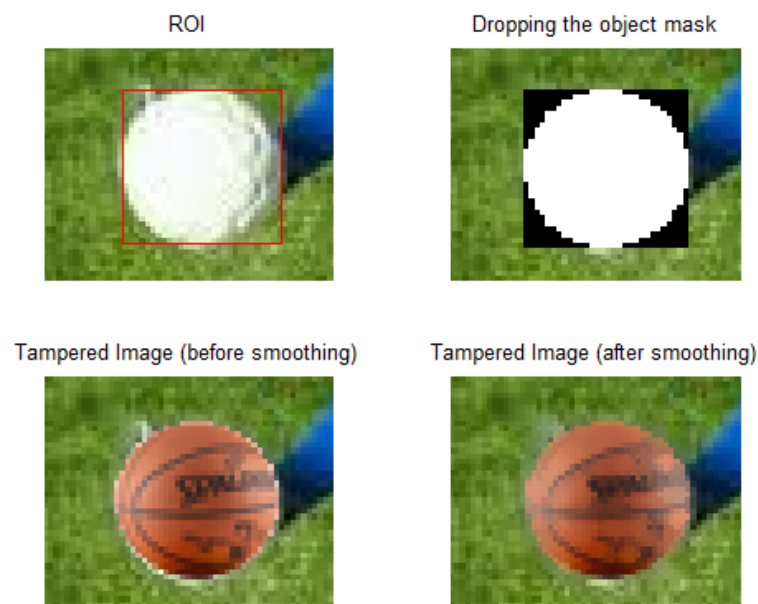 ROI
Dropping the object mask
Tampered Image (before smoothing)
Tampered Image (after smoothing)